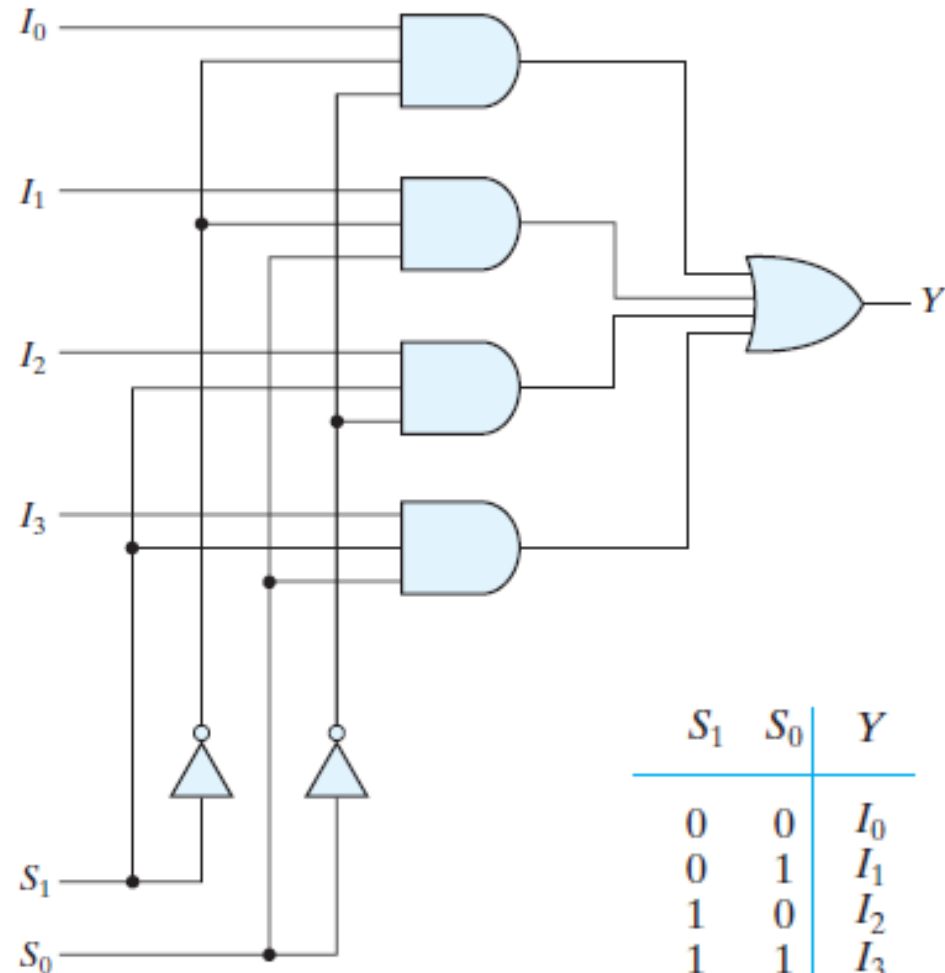 I₀
I₁
Y
I₂
I₃
S₁ S₀ Y
0 0 I₀
0 1 I₁
S₁
1 0 I₂
S₀
1 1 I₃